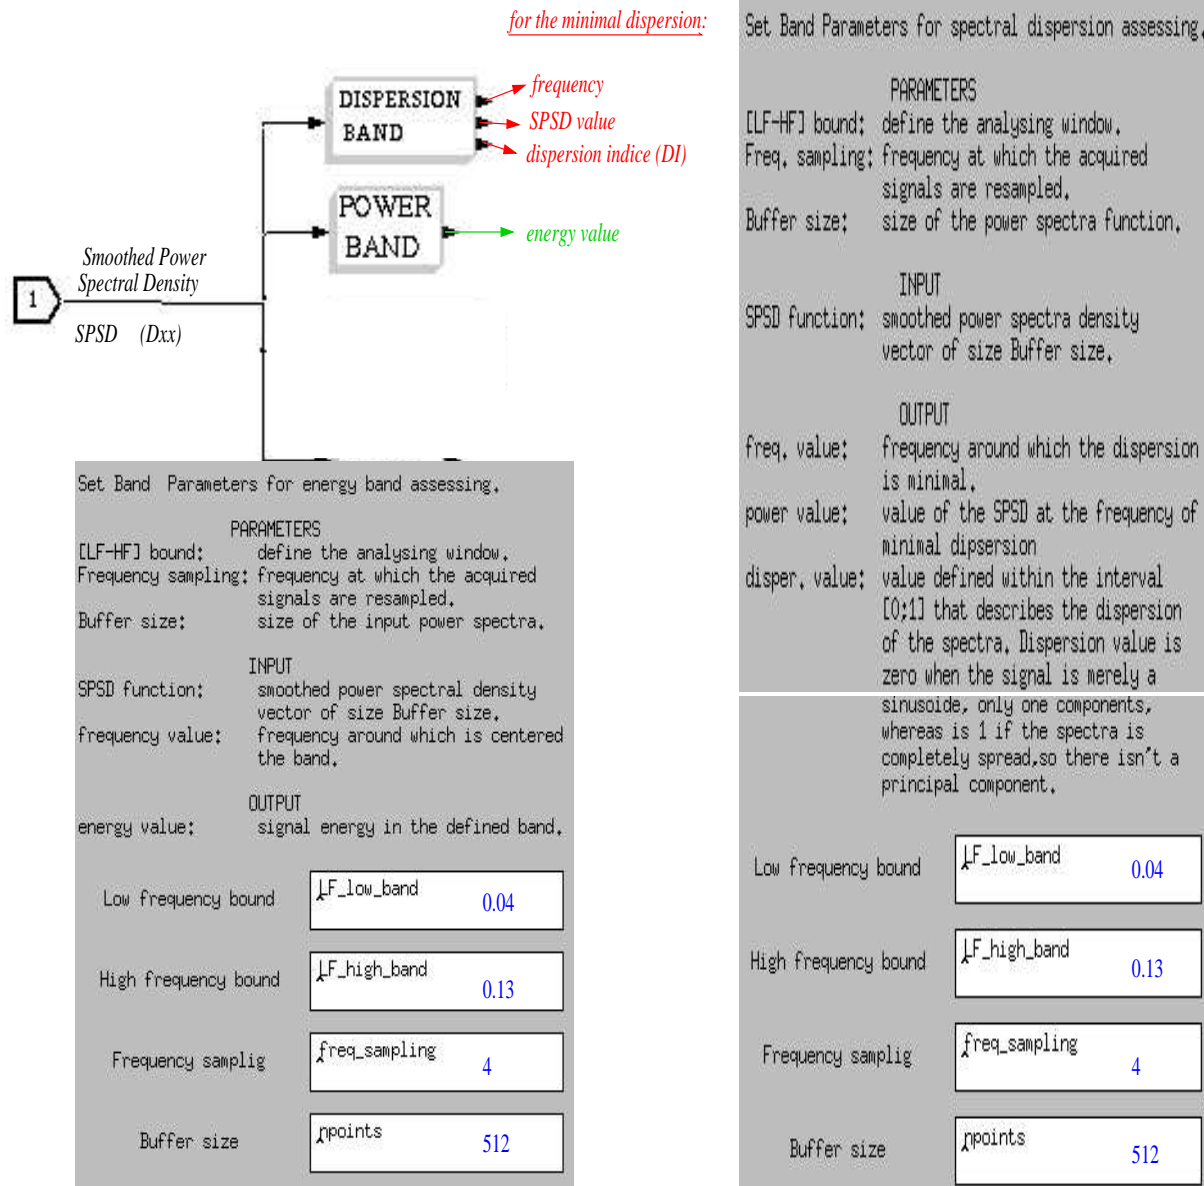 for the minimal dispersion:
DISPERSION
BAND
frequency
SPSD value
dispersion indice (DI)
POWER
BAND
energy value
Smoothed Power
Spectral Density
1
SPSD (Dxx)
Set Band Parameters for energy band assessing.
PARAMETERS
[LF-HF] bound: define the analysing window.
Frequency sampling: frequency at which the acquired
signals are resampled.
Buffer size: size of the input power spectra.
INPUT
SPSD function: smoothed power spectral density
vector of size Buffer size.
frequency value: frequency around which is centered
the band.
OUTPUT
energy value: signal energy in the defined band.
Low frequency bound LF_low_band 0.04
High frequency bound LF_high_band 0.13
Frequency samplig freq_sampling 4
Buffer size npoints 512
Set Band Parameters for spectral dispersion assessing.
PARAMETERS
[LF-HF] bound: define the analysing window.
Freq. sampling: frequency at which the acquired
signals are resampled.
Buffer size: size of the power spectra function.
INPUT
SPSD function: smoothed power spectra density
vector of size Buffer size.
OUTPUT
freq. value: frequency around which the dispersion
is minimal.
power value: value of the SPSD at the frequency of
minimal dipsersion
disper. value: value defined within the interval
[0;1] that describes the dispersion
of the spectra. Dispersion value is
zero when the signal is merely a
sinusoide, only one components,
whereas is 1 if the spectra is
completely spread,so there isn't a
principal component.
Low frequency bound LF_low_band 0.04
High frequency bound LF_high_band 0.13
Frequency samplig freq_sampling 4
Buffer size npoints 512